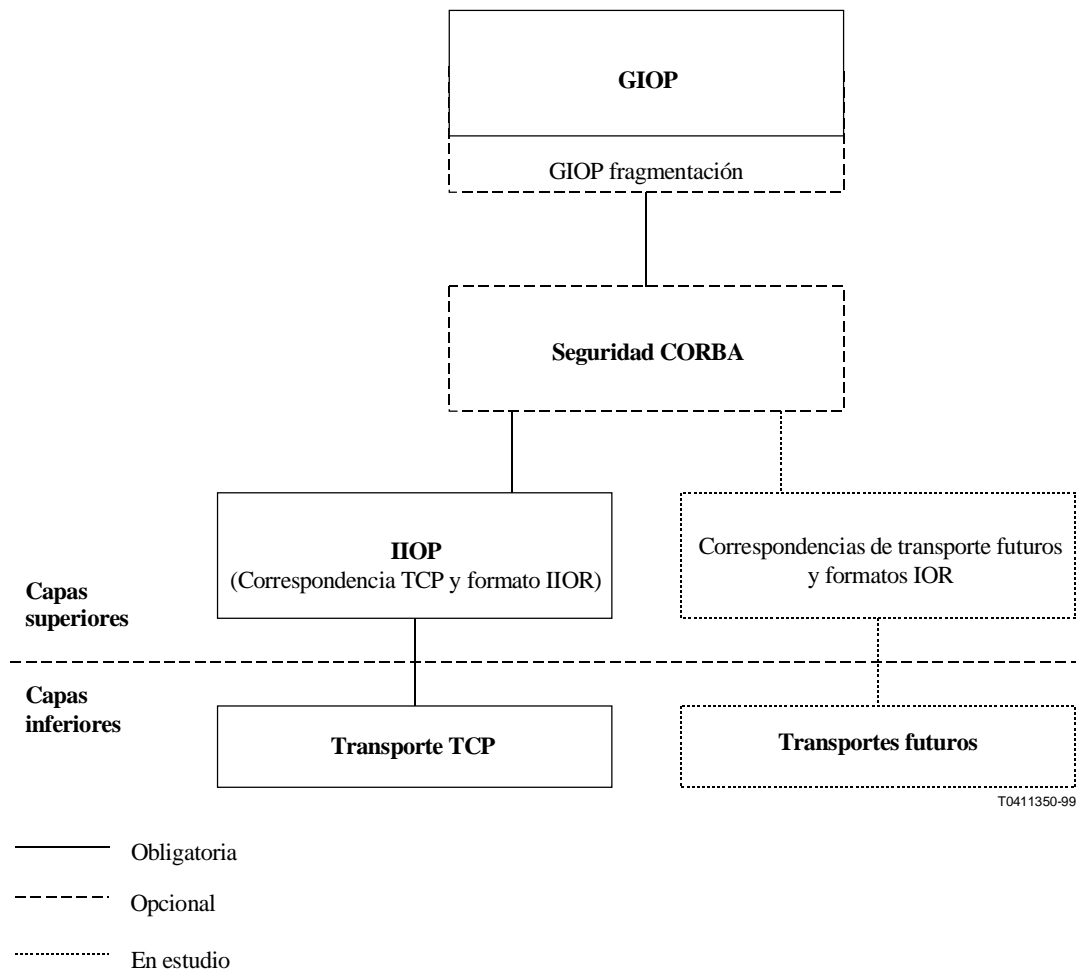 GIOP
GIOP fragmentación
Seguridad CORBA
IIOP
(Correspondencia TCP y formato IIOR)
Correspondencias de transporte futuros
y formatos IOR
Capas
superiores
Capas
inferiores
Transporte TCP
Transportes futuros
T0411350-99
Obligatoria
Opcional
En estudio